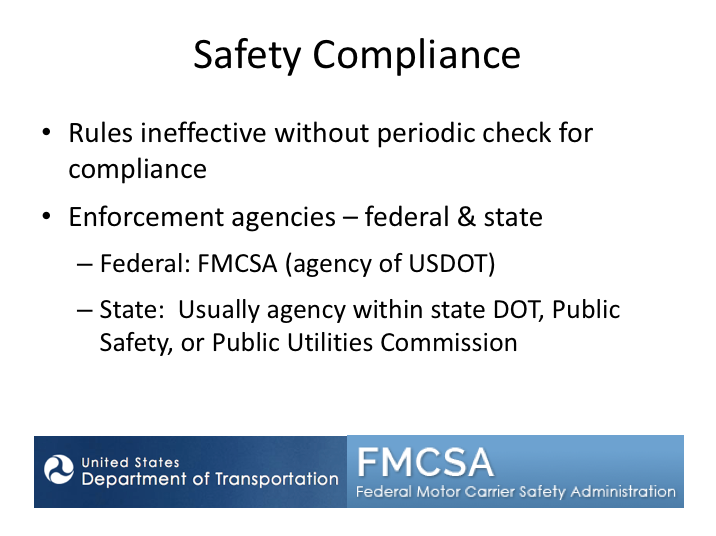 Safety Compliance
• Rules ineffective without periodic check for
compliance
• Enforcement agencies – federal & state
– Federal: FMCSA (agency of USDOT)
– State:  Usually agency within state DOT, Public
Safety, or Public Utilities Commission
United States
Department of Transportation
FMCSA
Federal Motor Carrier Safety Administration